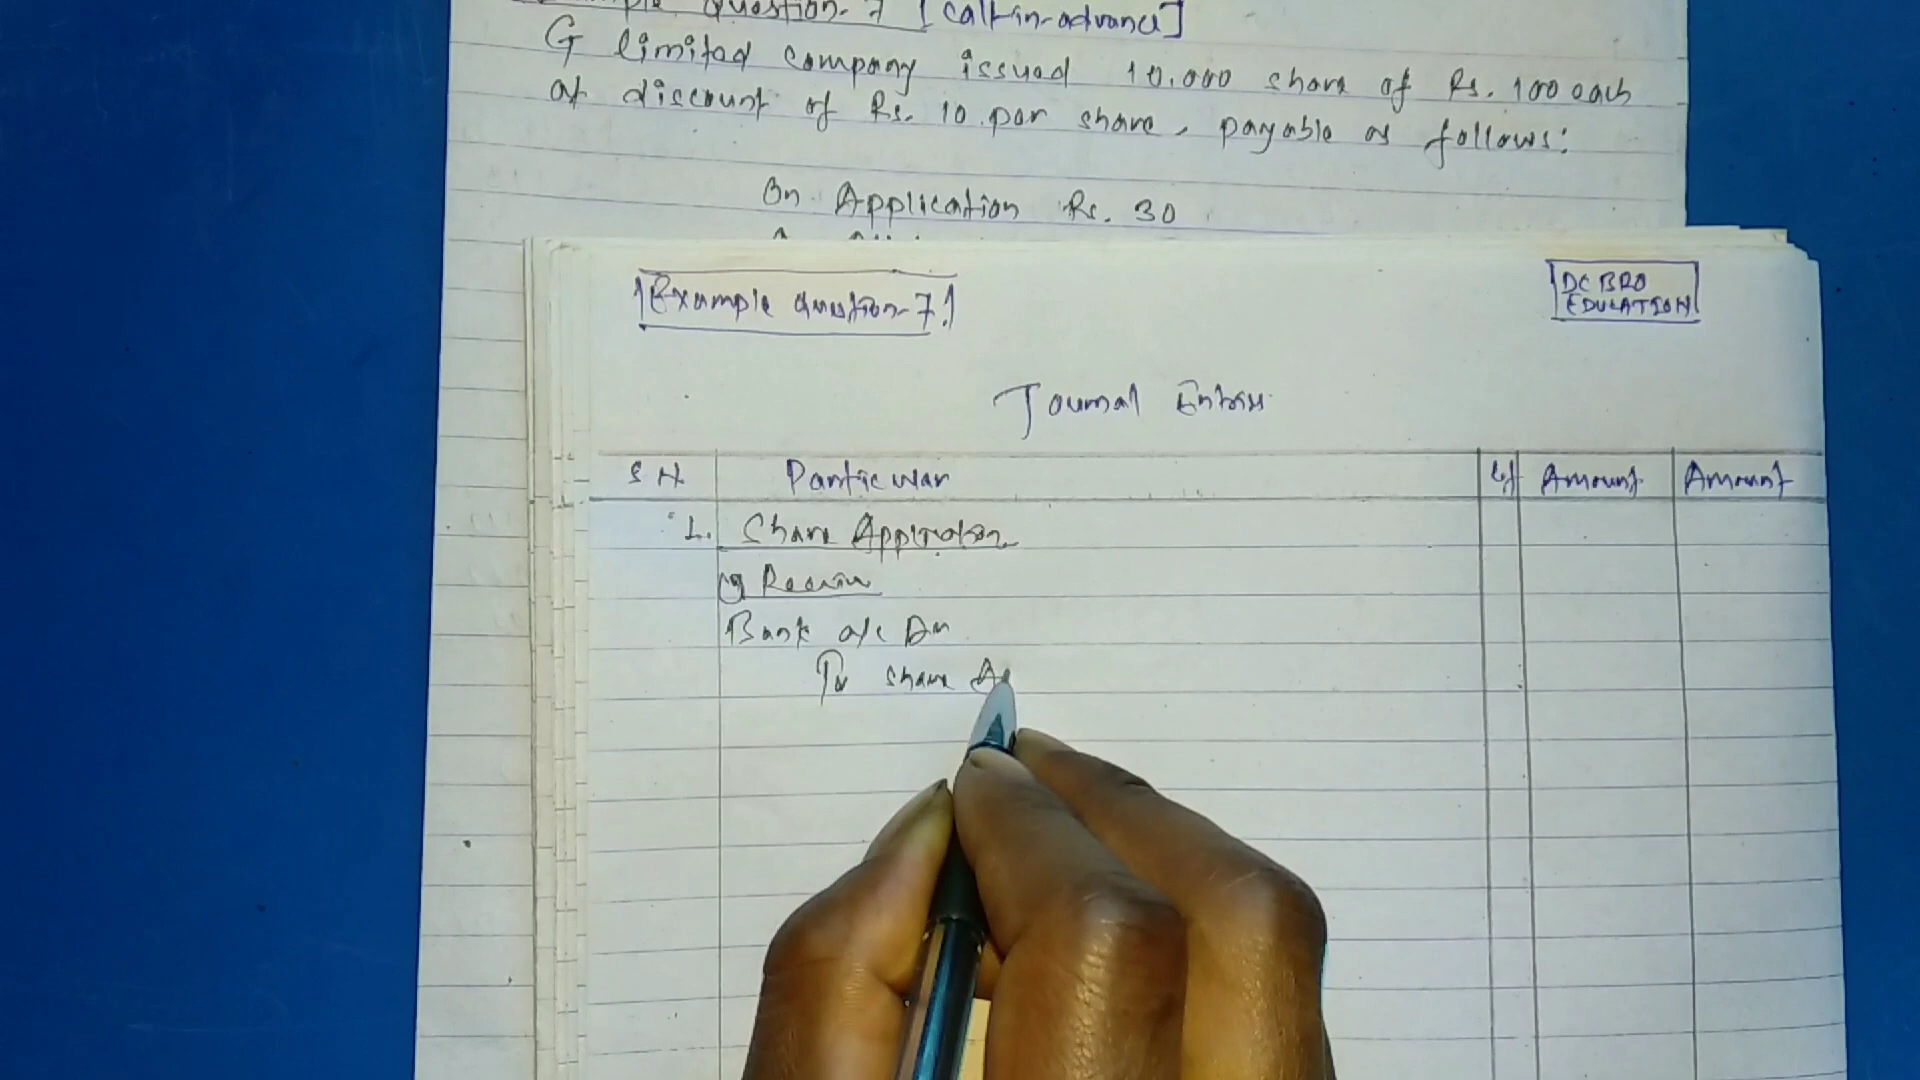 Question-7 [call-in-advance]
G limited company issued 10,000 share of Rs. 100 each
at discount of Rs. 10 per share, payable as follows:
On Application Rs. 30
Example Question-7
DC BRO
EDUCATION
Journal Entries
S.N. Particular L.f Amount Amount
1. Share Application
Receive
Bank a/c Dr
To share A